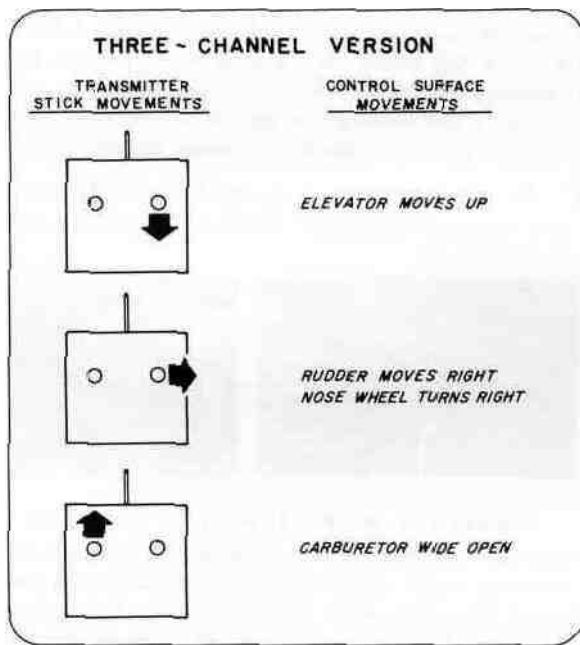 THREE ~ CHANNEL VERSION
TRANSMITTER
STICK MOVEMENTS
CONTROL SURFACE
MOVEMENTS
ELEVATOR MOVES UP
RUDDER MOVES RIGHT
NOSE WHEEL TURNS RIGHT
CARBURETOR WIDE OPEN